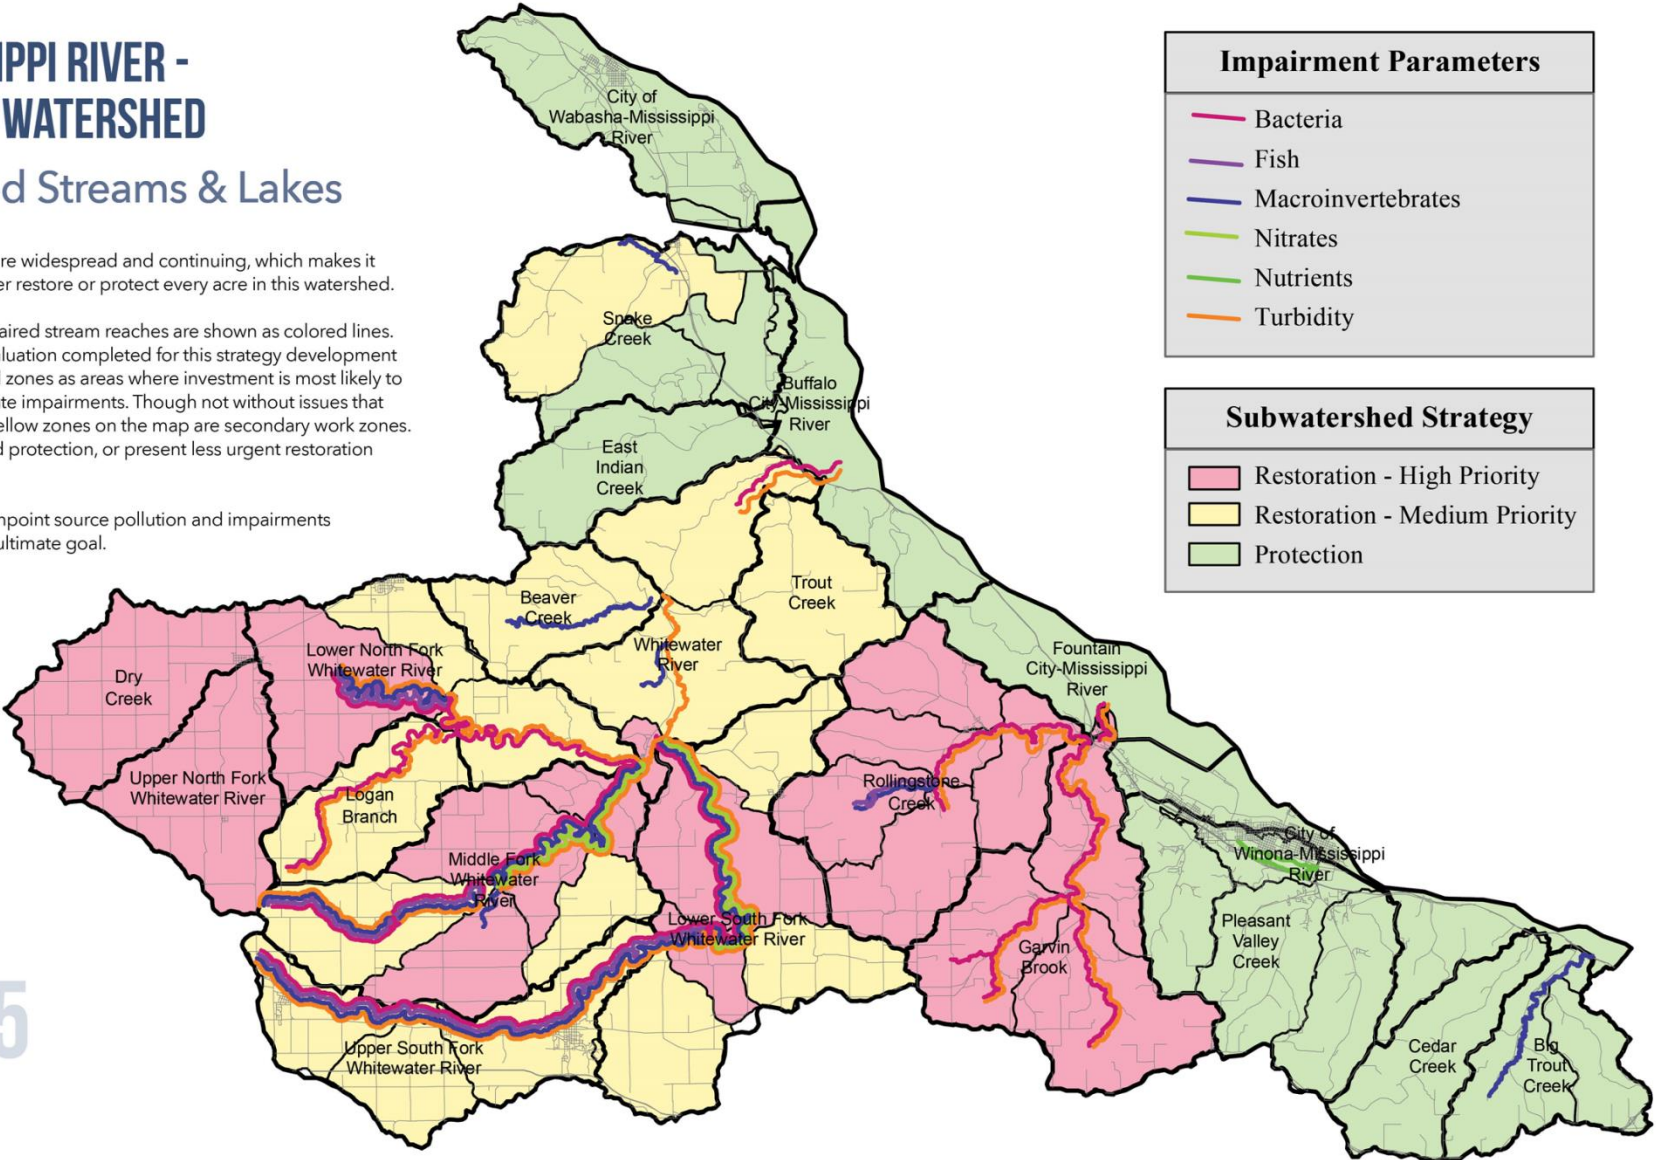 IPPI RIVER -
WATERSHED
d Streams & Lakes
re widespread and continuing, which makes it
er restore or protect every acre in this watershed.
aired stream reaches are shown as colored lines.
luation completed for this strategy development
l zones as areas where investment is most likely to
te impairments. Though not without issues that
ellow zones on the map are secondary work zones.
d protection, or present less urgent restoration
npoint source pollution and impairments
ultimate goal.
5
Impairment Parameters
Bacteria
Fish
Macroinvertebrates
Nitrates
Nutrients
Turbidity
Subwatershed Strategy
Restoration - High Priority
Restoration - Medium Priority
Protection
City of
Wabasha-Mississippi
River
Snake
Creek
Buffalo
City-Mississippi
River
East
Indian
Creek
Trout
Creek
Beaver
Creek
Whitewater
River
Lower North Fork
Whitewater River
Dry
Creek
Fountain
City-Mississippi
River
Upper North Fork
Whitewater River
Logan
Branch
Rollingstone
Creek
City of
Winona-Mississippi
River
Middle Fork
Whitewater
River
Lower South Fork
Whitewater River
Pleasant
Valley
Creek
Garvin
Brook
Upper South Fork
Whitewater River
Cedar
Creek
Big
Trout
Creek